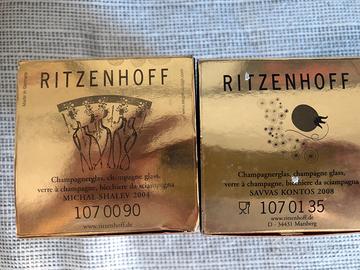 RITZENHOFF
Made in Germany
Champagnerglas, champagne glass,
verre à champagne, bicchiere da sciampagna
MICHAL SHALEV 2004
107 00 90
www.ritzenhoff.de
RITZENHOFF
Champagnerglas, champagne glass,
verre à champagne, bicchiere da sciampagna
SAVVAS KONTOS 2008
107 01 35
www.ritzenhoff.de
D - 34431 Marsberg